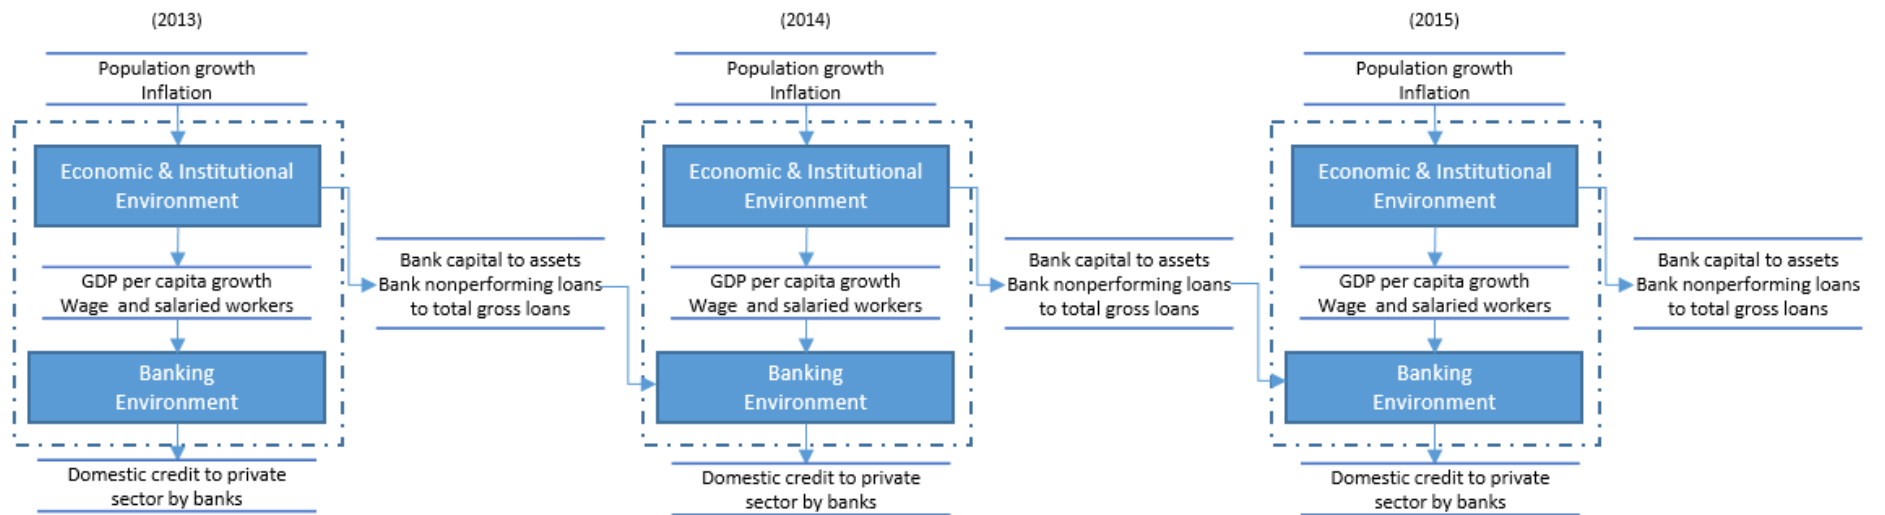 (2013)
Population growth
Inflation
Economic & Institutional
Environment
GDP per capita growth
Wage and salaried workers
Banking
Environment
Domestic credit to private
sector by banks
Bank capital to assets
Bank nonperforming loans
to total gross loans
(2014)
Population growth
Inflation
Economic & Institutional
Environment
GDP per capita growth
Wage and salaried workers
Banking
Environment
Domestic credit to private
sector by banks
Bank capital to assets
Bank nonperforming loans
to total gross loans
(2015)
Population growth
Inflation
Economic & Institutional
Environment
GDP per capita growth
Wage and salaried workers
Banking
Environment
Domestic credit to private
sector by banks
Bank capital to assets
Bank nonperforming loans
to total gross loans